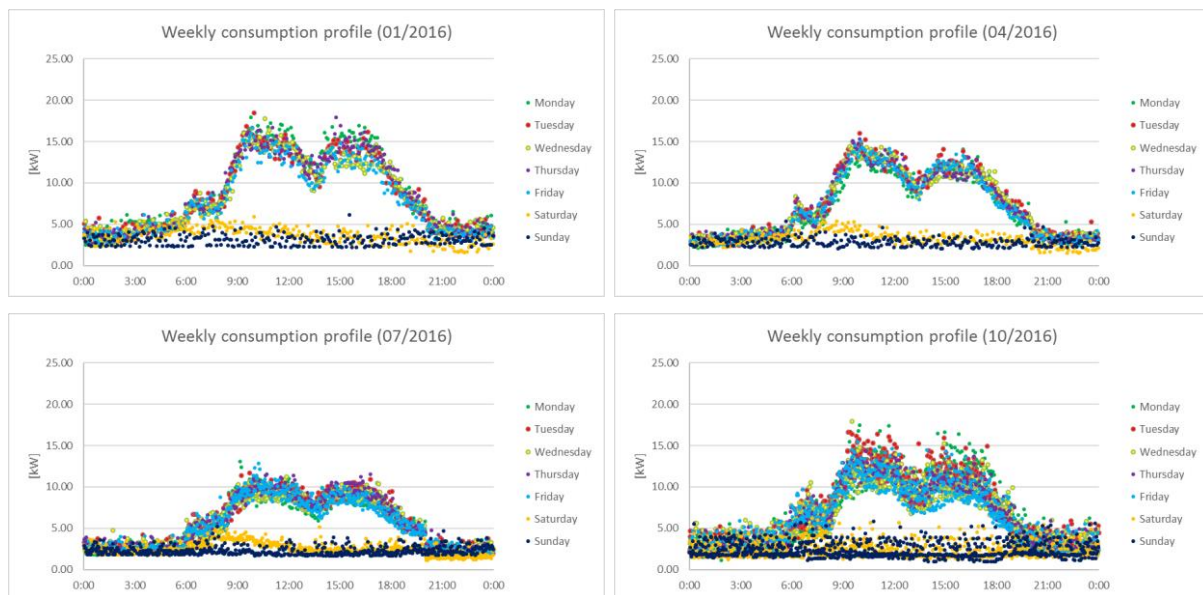 Weekly consumption profile (01/2016)
25.00
20.00
15.00
10.00
5.00
0.00
[kW]
0:00 3:00 6:00 9:00 12:00 15:00 18:00 21:00 0:00
Monday
Tuesday
Wednesday
Thursday
Friday
Saturday
Sunday
Weekly consumption profile (04/2016)
25.00
20.00
15.00
10.00
5.00
0.00
[kW]
0:00 3:00 6:00 9:00 12:00 15:00 18:00 21:00 0:00
Monday
Tuesday
Wednesday
Thursday
Friday
Saturday
Sunday
Weekly consumption profile (07/2016)
25.00
20.00
15.00
10.00
5.00
0.00
[kW]
0:00 3:00 6:00 9:00 12:00 15:00 18:00 21:00 0:00
Monday
Tuesday
Wednesday
Thursday
Friday
Saturday
Sunday
Weekly consumption profile (10/2016)
25.00
20.00
15.00
10.00
5.00
0.00
[kW]
0:00 3:00 6:00 9:00 12:00 15:00 18:00 21:00 0:00
Monday
Tuesday
Wednesday
Thursday
Friday
Saturday
Sunday